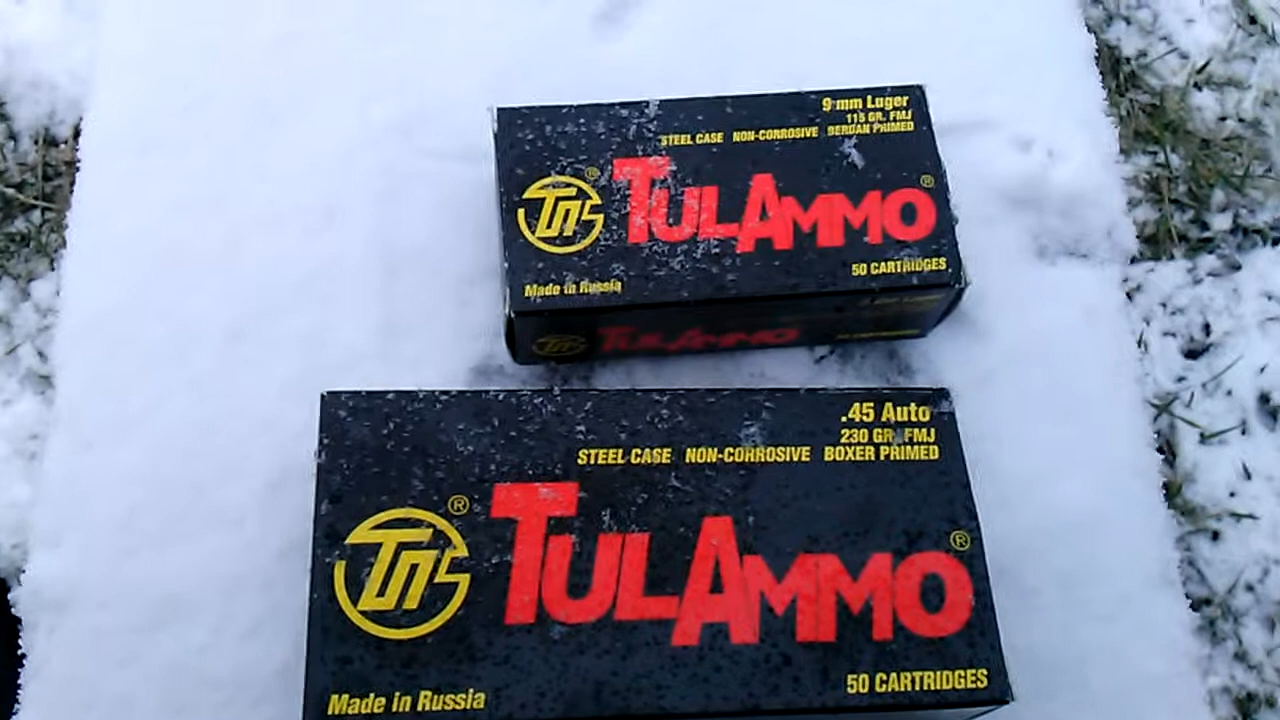 9 mm Luger
115 GR. FMJ
STEEL CASE NON-CORROSIVE BERDAN PRIMED
TULAMMO®
50 CARTRIDGES
Made in Russia
TULAMMO
.45 Auto
230 GR. FMJ
STEEL CASE NON-CORROSIVE BOXER PRIMED
®
TULAMMO®
50 CARTRIDGES
Made in Russia